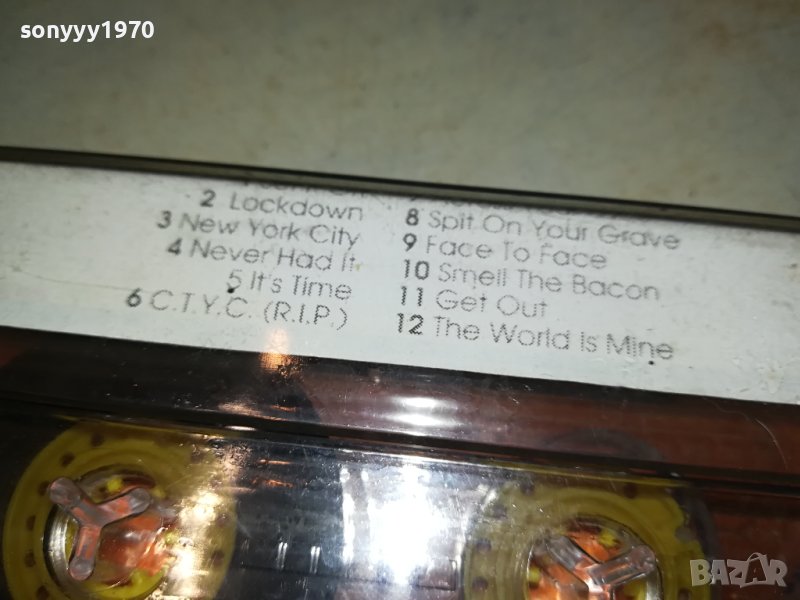 sonyyy1970
2 Lockdown
3 New York City
4 Never Had It
5 It's Time
6 C.T.Y.C. (R.I.P.)
8 Spit On Your Grave
9 Face To Face
10 Smell The Bacon
11 Get Out
12 The World Is Mine
BAZAR